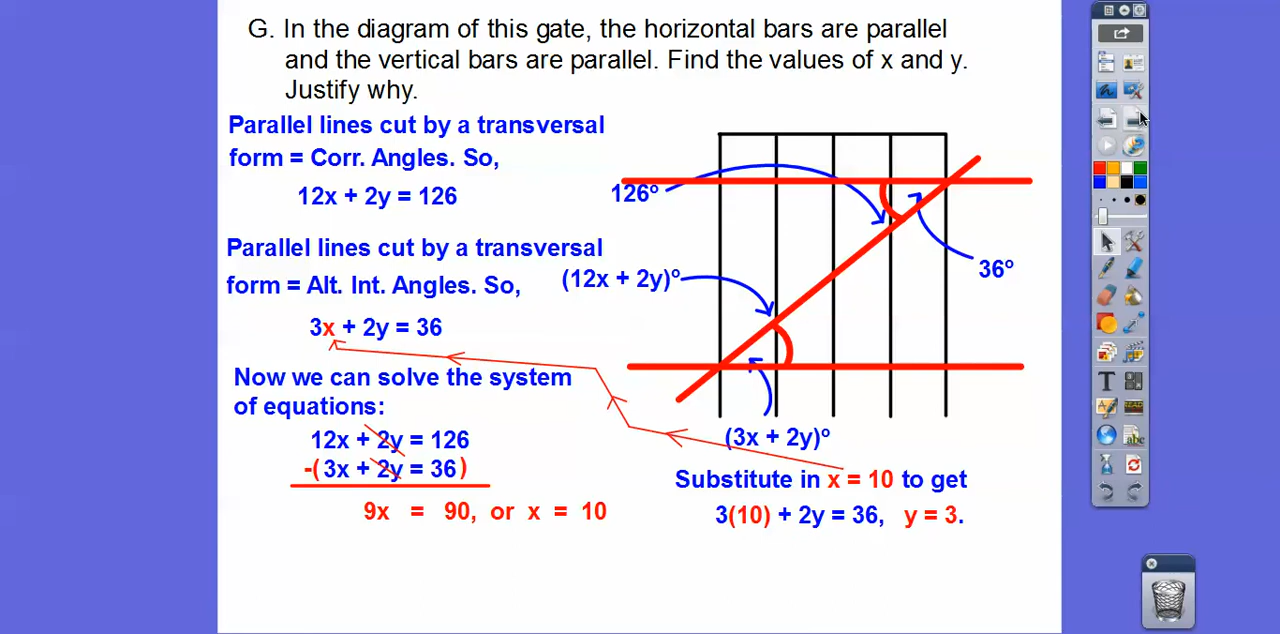 G. In the diagram of this gate, the horizontal bars are parallel
and the vertical bars are parallel. Find the values of x and y.
Justify why.
Parallel lines cut by a transversal
form = Corr. Angles. So,
12x + 2y = 126
Parallel lines cut by a transversal
form = Alt. Int. Angles. So,
3x + 2y = 36
Now we can solve the system
of equations:
12x + 2y = 126
-(3x + 2y = 36)
9x = 90, or x = 10
126º
(12x + 2y)º
36º
(3x + 2y)º
Substitute in x = 10 to get
3(10) + 2y = 36, y = 3.
T
abc